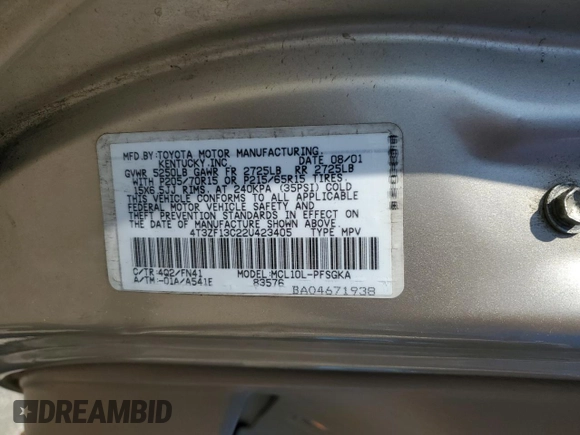 MFD.BY:TOYOTA MOTOR MANUFACTURING,
KENTUCKY,INC. DATE 08/01
GVWR 5250LB GAWR FR 2725LB RR 2725LB
WITH P205/70R15 OR P215/65R15 TIRES,
15X6.5JJ RIMS, AT 240KPA (35PSI) COLD
THIS VEHICLE CONFORMS TO ALL APPLICABLE
FEDERAL MOTOR VEHICLE SAFETY AND
THEFT PREVENTION STANDARDS IN EFFECT ON
THE DATE OF MANUFACTURE SHOWN ABOVE.
4T3ZF13C22U423405 TYPE MPV
C/TR:4Q2/FN41 MODEL:MCL10L-PFSGKA
A/TM:-01A/A541E 83576
BA04671938
DREAMBID